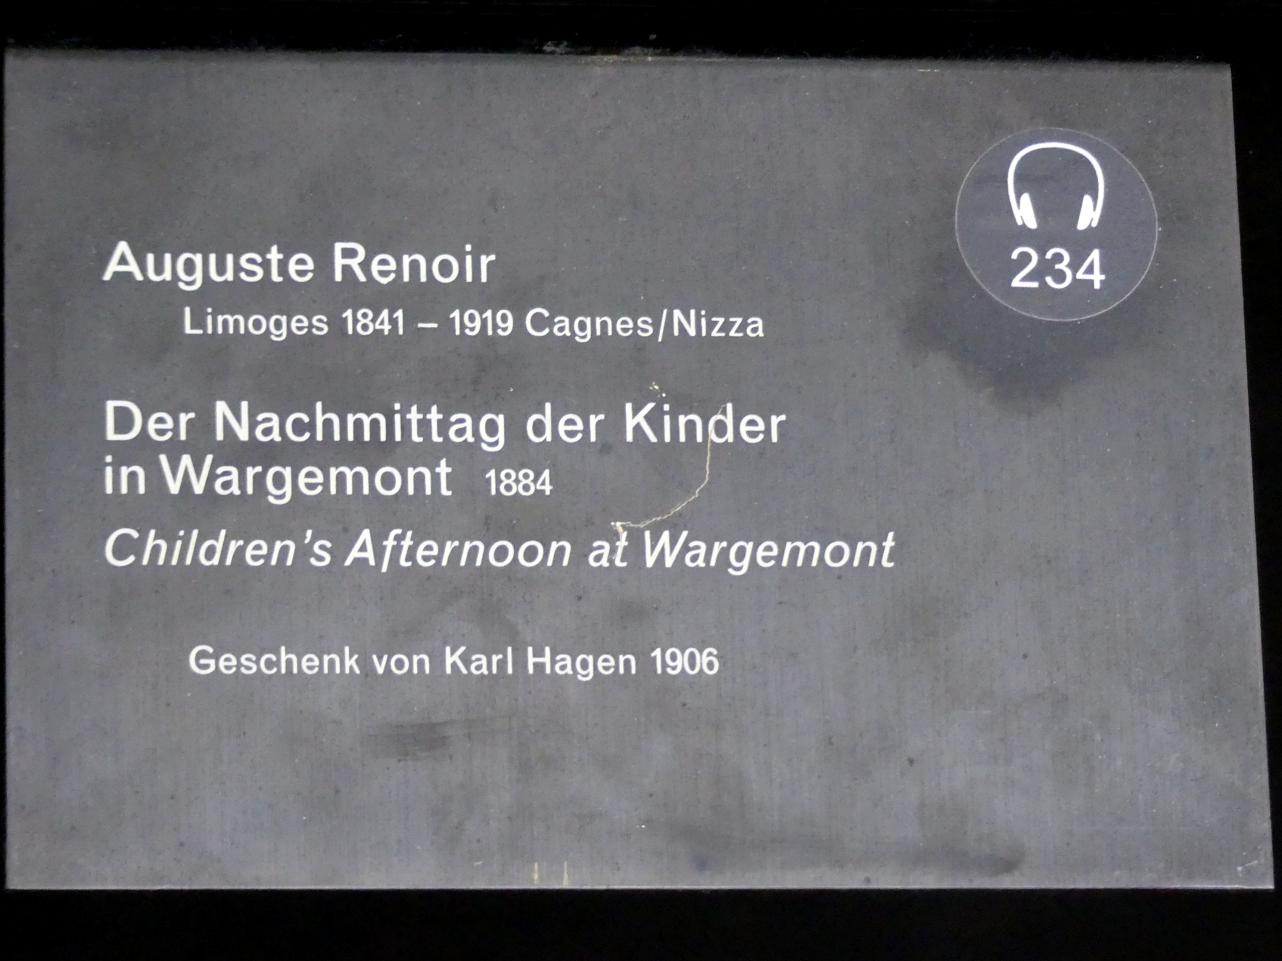 234
Auguste Renoir
Limoges 1841 – 1919 Cagnes/Nizza
Der Nachmittag der Kinder
in Wargemont 1884
Children's Afternoon at Wargemont
Geschenk von Karl Hagen 1906